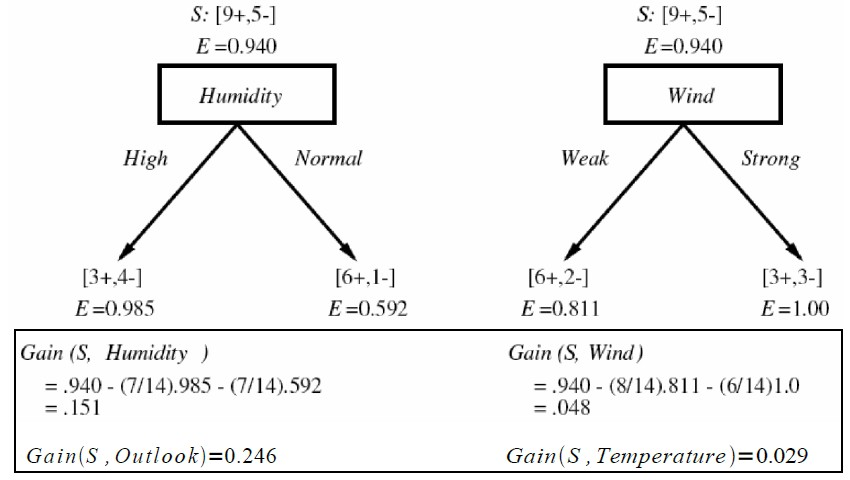 S: [9+,5-]
E=0.940
Humidity
High Normal
[3+,4-] [6+,1-]
E=0.985 E=0.592
S: [9+,5-]
E=0.940
Wind
Weak Strong
[6+,2-] [3+,3-]
E=0.811 E=1.00
Gain (S, Humidity )
= .940 - (7/14).985 - (7/14).592
= .151
Gain (S, Wind)
= .940 - (8/14).811 - (6/14)1.0
= .048
Gain(S , Outlook)=0.246
Gain(S , Temperature)=0.029